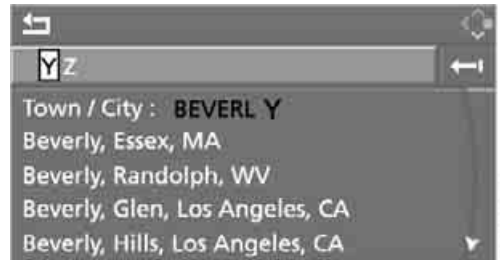 Y Z
Town / City : BEVERL Y
Beverly, Essex, MA
Beverly, Randolph, WV
Beverly, Glen, Los Angeles, CA
Beverly, Hills, Los Angeles, CA